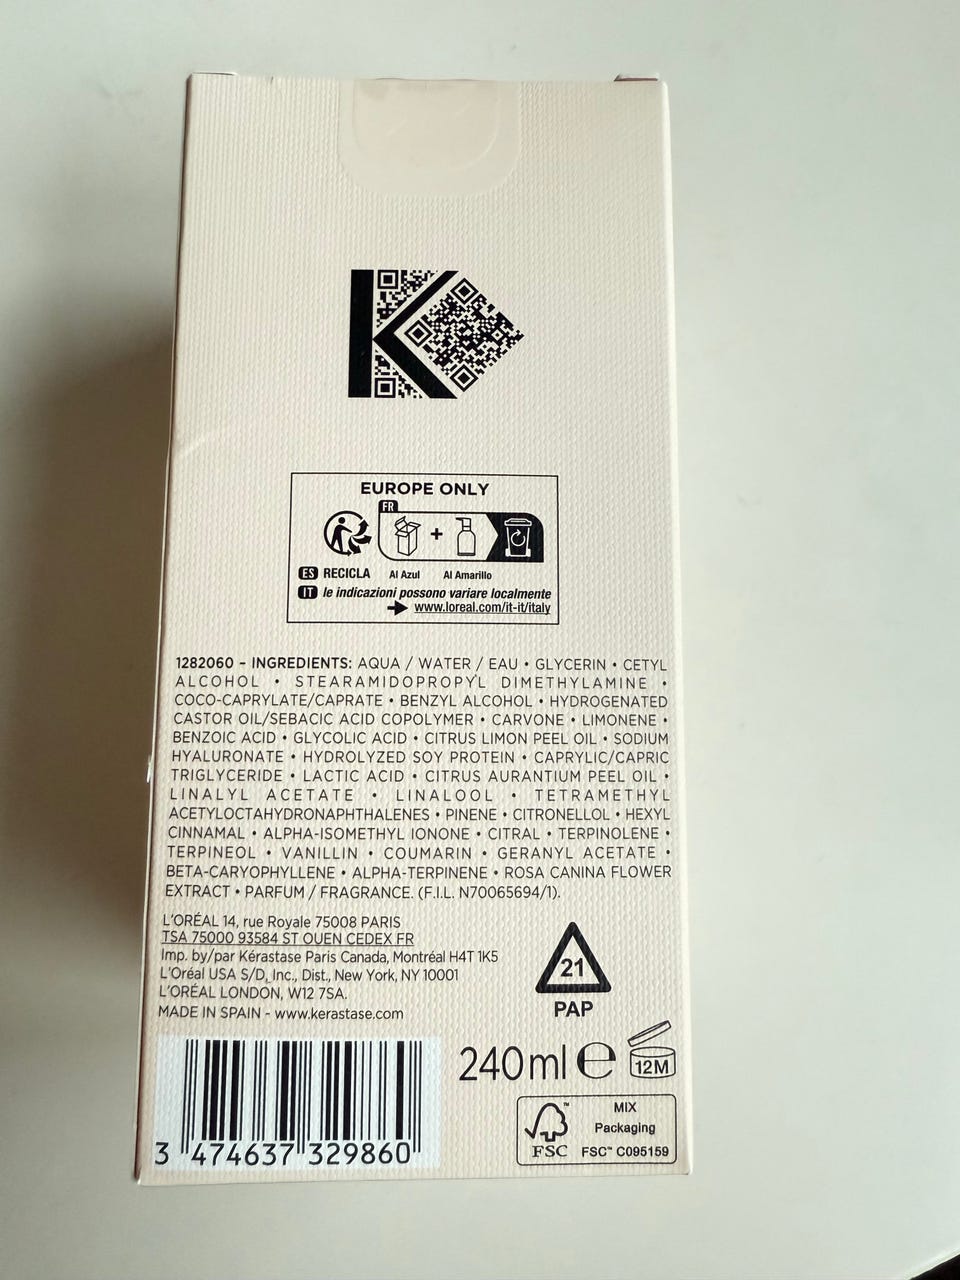 K
EUROPE ONLY
FR
+
ES RECICLA Al Azul Al Amarillo
IT le indicazioni possono variare localmente
www.loreal.com/it-it/italy
1282060 - INGREDIENTS: AQUA / WATER / EAU • GLYCERIN • CETYL
ALCOHOL • STEARAMIDOPROPYL DIMETHYLAMINE •
COCO-CAPRYLATE/CAPRATE • BENZYL ALCOHOL • HYDROGENATED
CASTOR OIL/SEBACIC ACID COPOLYMER • CARVONE • LIMONENE •
BENZOIC ACID • GLYCOLIC ACID • CITRUS LIMON PEEL OIL • SODIUM
HYALURONATE • HYDROLYZED SOY PROTEIN • CAPRYLIC/CAPRIC
TRIGLYCERIDE • LACTIC ACID • CITRUS AURANTIUM PEEL OIL •
LINALYL ACETATE • LINALOOL • TETRAMETHYL
ACETYLOCTAHYDRONAPHTHALENES • PINENE • CITRONELLOL • HEXYL
CINNAMAL • ALPHA-ISOMETHYL IONONE • CITRAL • TERPINOLENE •
TERPINEOL • VANILLIN • COUMARIN • GERANYL ACETATE •
BETA-CARYOPHYLLENE • ALPHA-TERPINENE • ROSA CANINA FLOWER
EXTRACT • PARFUM / FRAGRANCE. (F.I.L. N70065694/1).
L'ORÉAL 14, rue Royale 75008 PARIS
TSA 75000 93584 ST OUEN CEDEX FR
Imp. by/par Kérastase Paris Canada, Montréal H4T 1K5
L'Oréal USA S/D, Inc., Dist., New York, NY 10001
L'ORÉAL LONDON, W12 7SA.
MADE IN SPAIN - www.kerastase.com
21
PAP
240ml e
12M
3 474637 329860
MIX
Packaging
FSC™ C095159
FSC